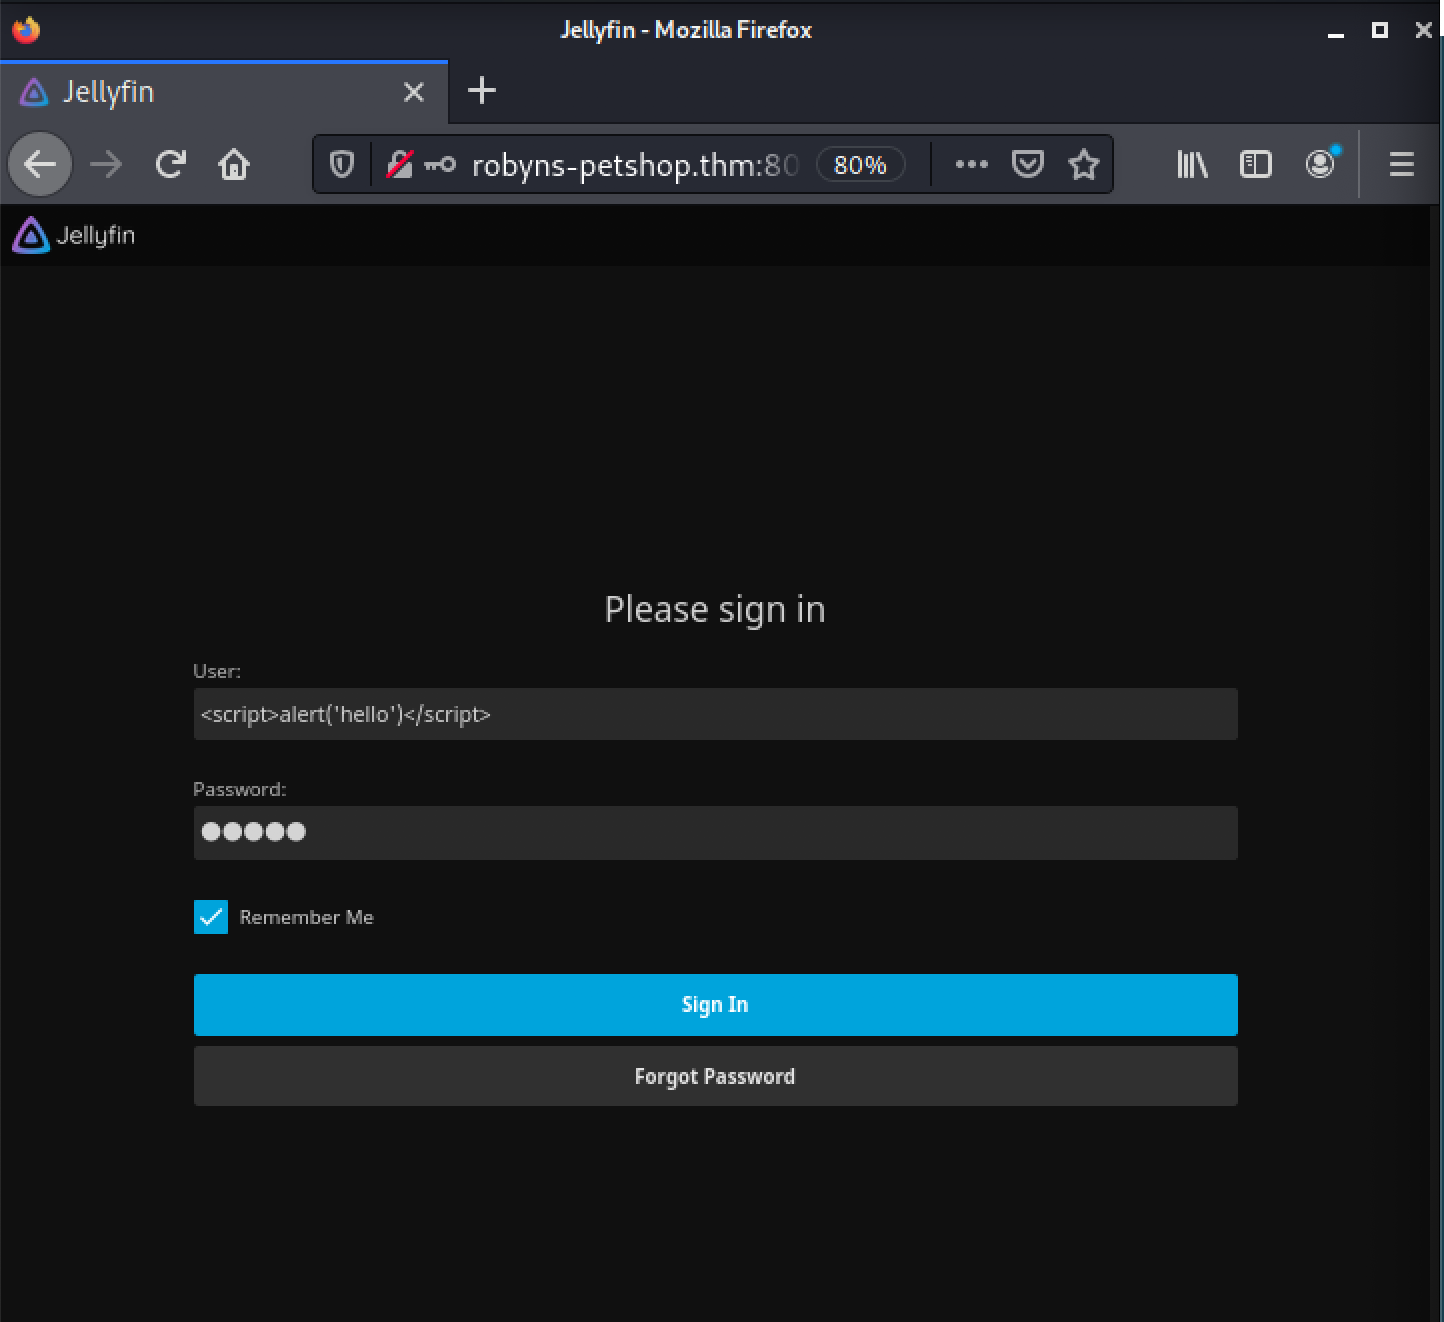 Jellyfin - Mozilla Firefox
Jellyfin
robyns-petshop.thm:80 80%
Jellyfin
Please sign in
User:
<script>alert('hello')</script>
Password:
Remember Me
Sign In
Forgot Password